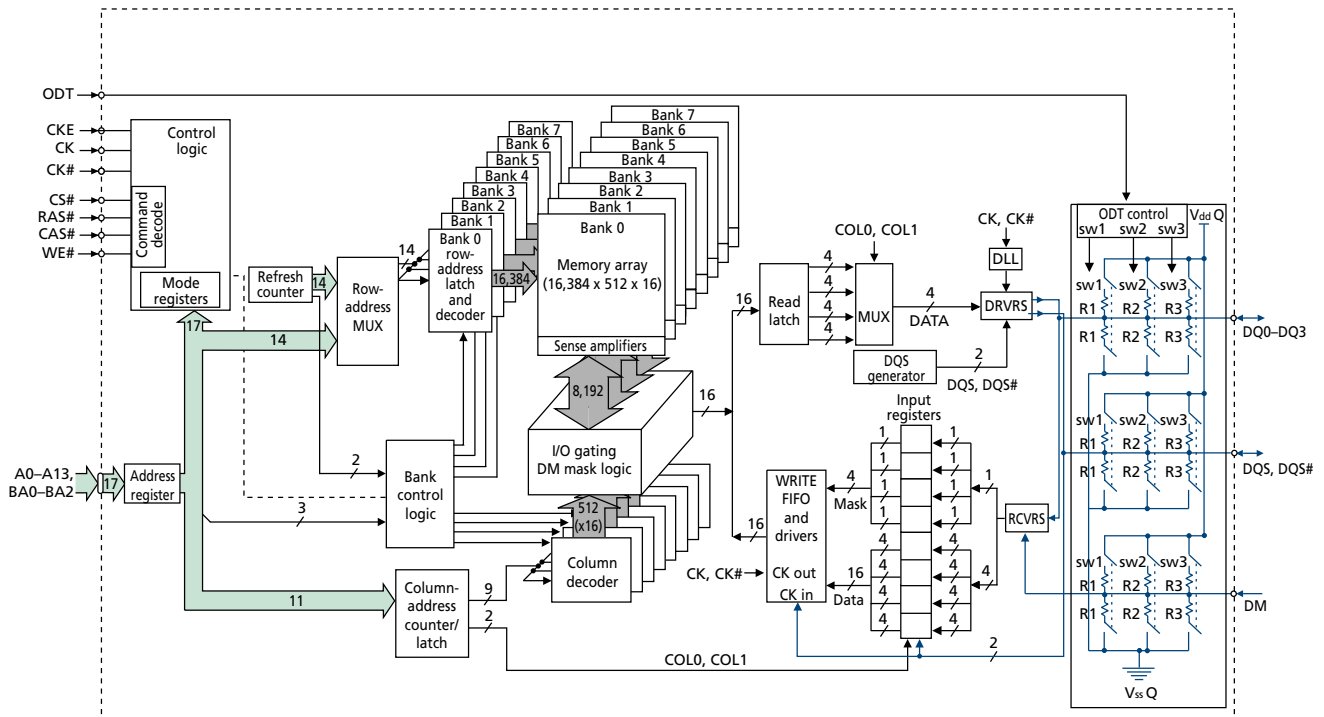 ODT
CKE
CK
CK#
CS#
RAS#
CAS#
WE#
Control
logic
Command
decode
Mode
registers
Refresh
counter
14
Row-
address
MUX
14
17
14
A0–A13,
BA0–BA2
17
Address
register
2
3
11
Bank
control
logic
Column-
address
counter/
latch
9
2
Bank 7
Bank 6
Bank 5
Bank 4
Bank 3
Bank 2
Bank 1
Bank 0
row-
address
latch
and
decoder
16,384
Bank 7
Bank 6
Bank 5
Bank 4
Bank 3
Bank 2
Bank 1
Bank 0
Memory array
(16,384 x 512 x 16)
Sense amplifiers
8,192
I/O gating
DM mask logic
512
(x16)
Column
decoder
16
16
16
Read
latch
4
4
4
4
COL0, COL1
MUX
4
DATA
CK, CK#
DLL
DRVRS
DQS
generator
2
DQS, DQS#
Input
registers
1
1
1
1
4
4
4
4
1
1
1
1
4
4
4
4
1
4
4
Mask
16
Data
WRITE
FIFO
and
drivers
CK out
CK in
CK, CK#
RCVRS
2
COL0, COL1
ODT control
sw1 sw2 sw3
Vdd Q
sw1 sw2 sw3
R1 R2 R3
R1 R2 R3
DQ0–DQ3
sw1 sw2 sw3
R1 R2 R3
R1 R2 R3
DQS, DQS#
sw1 sw2 sw3
R1 R2 R3
R1 R2 R3
DM
Vss Q